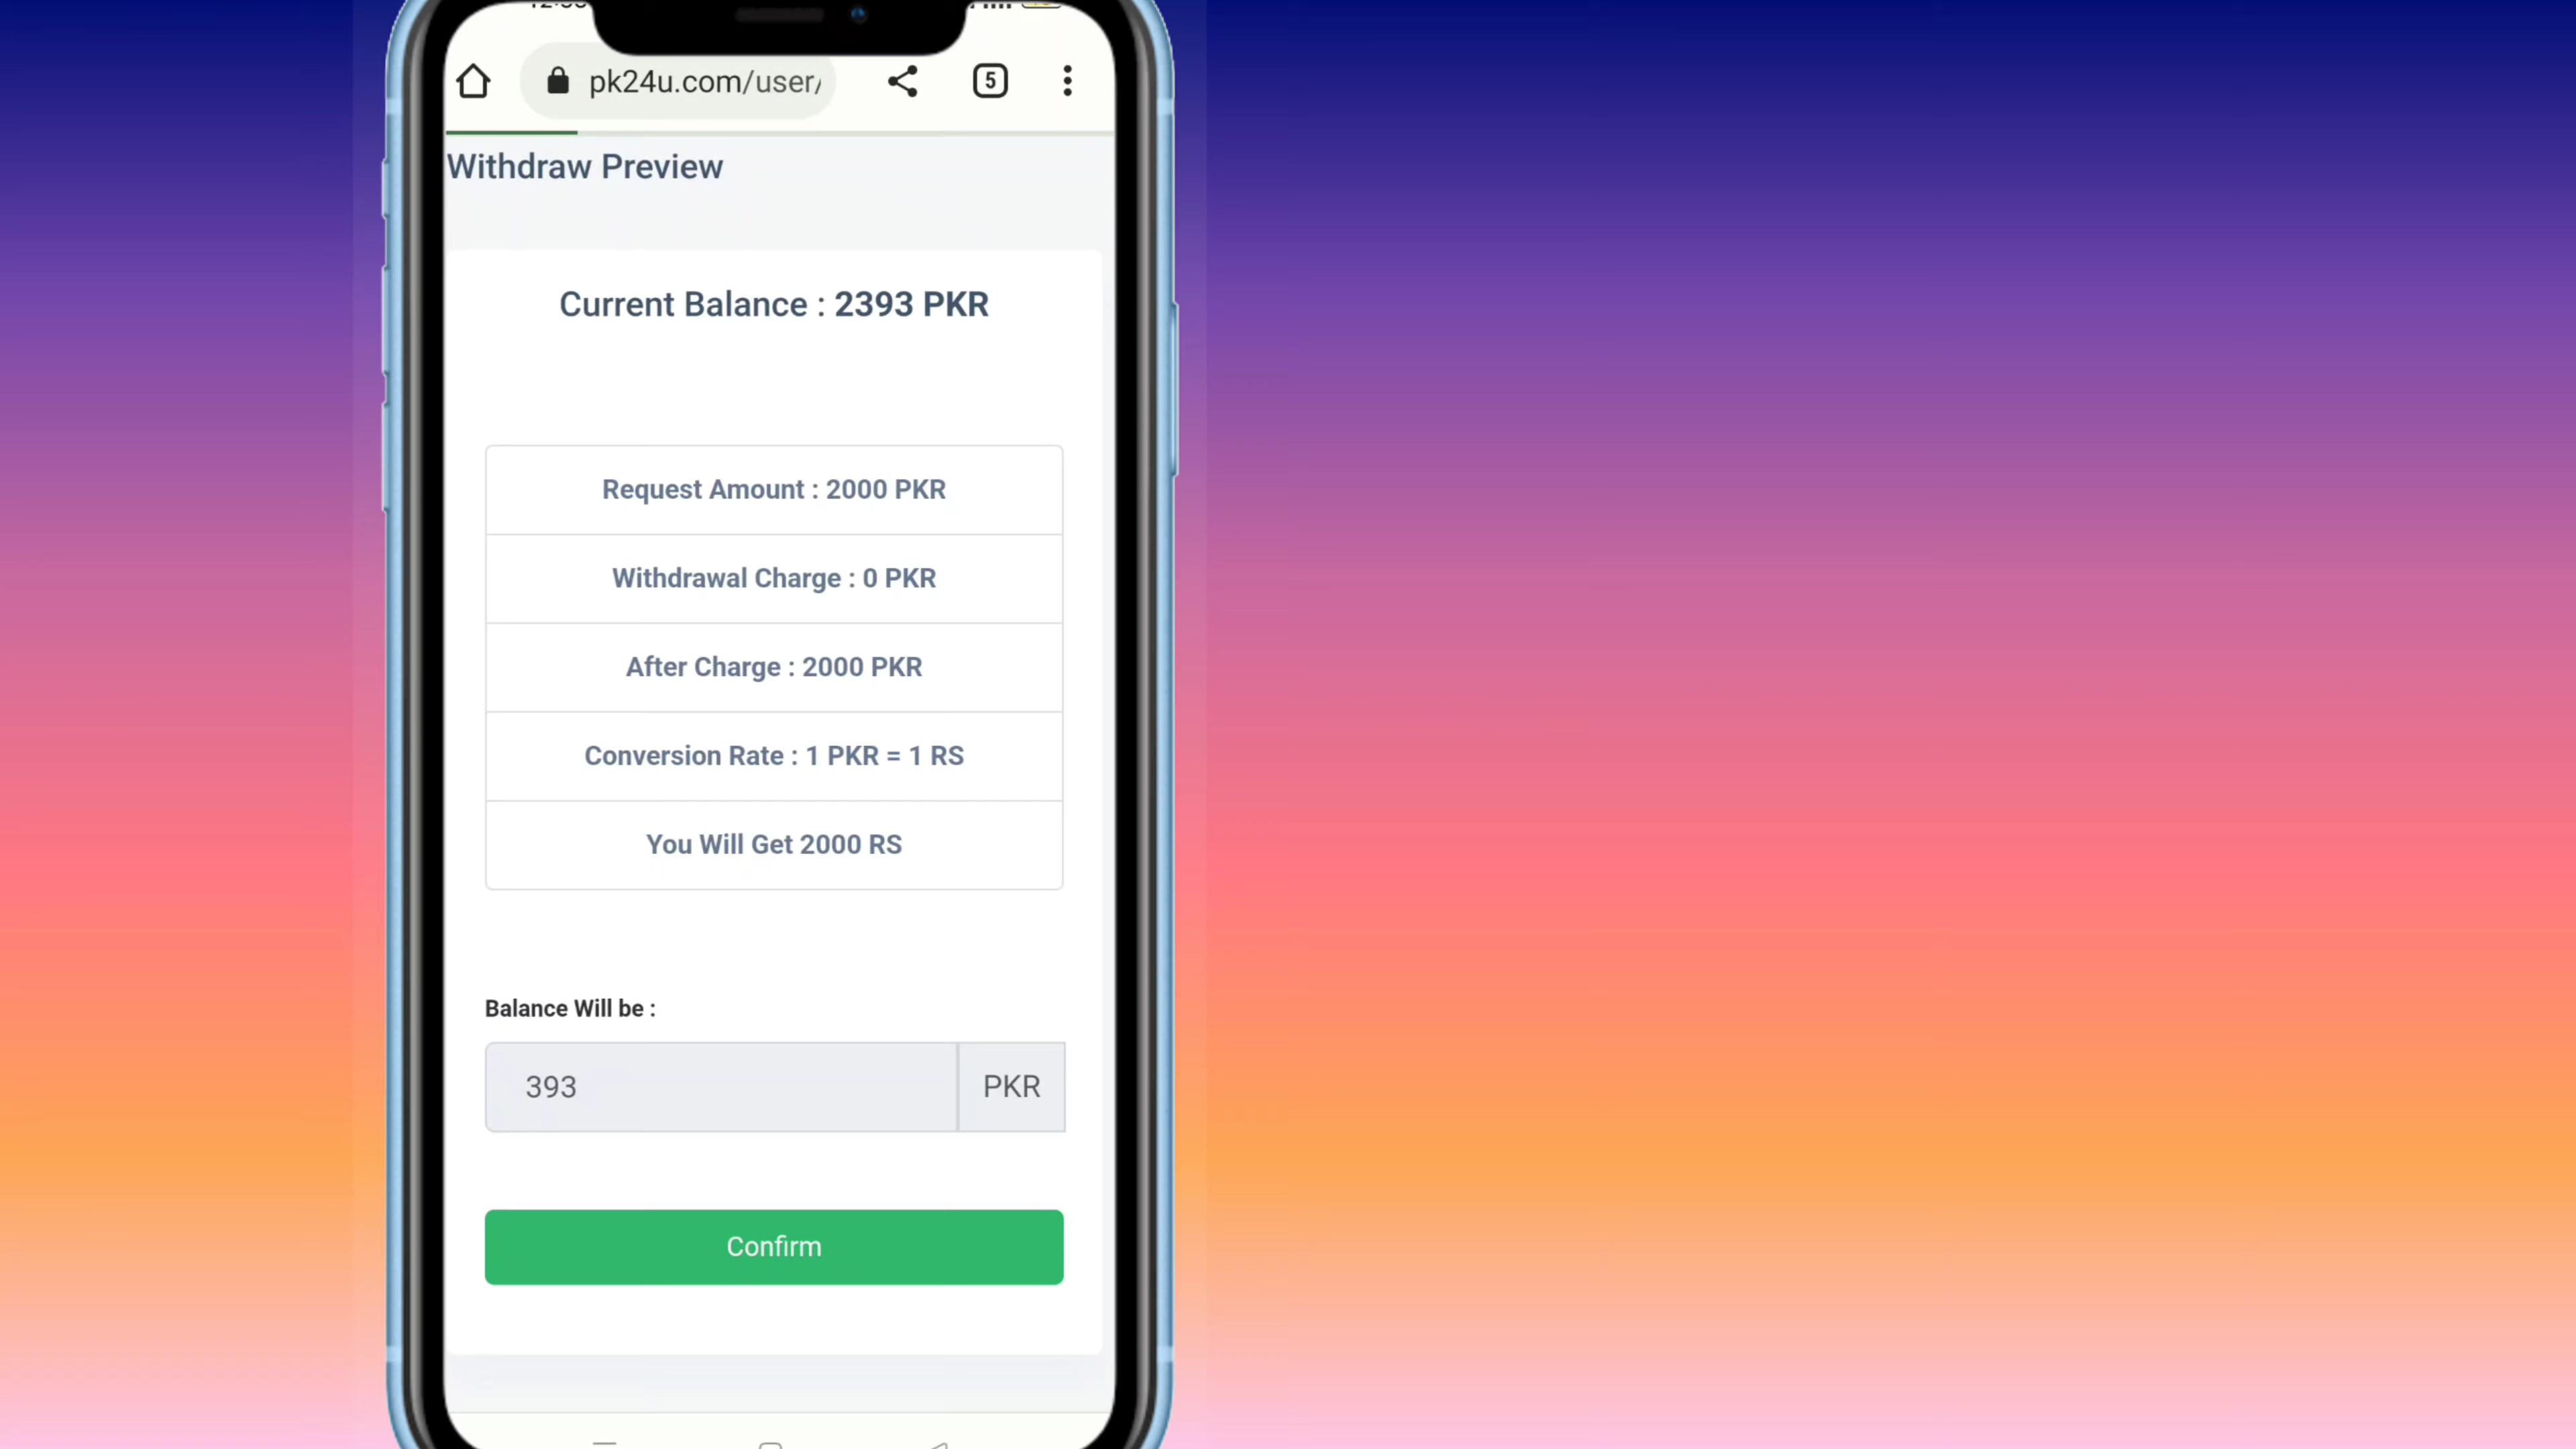 pk24u.com/user/
5
Withdraw Preview
Current Balance : 2393 PKR
Request Amount : 2000 PKR
Withdrawal Charge : 0 PKR
After Charge : 2000 PKR
Conversion Rate : 1 PKR = 1 RS
You Will Get 2000 RS
Balance Will be :
393 PKR
Confirm